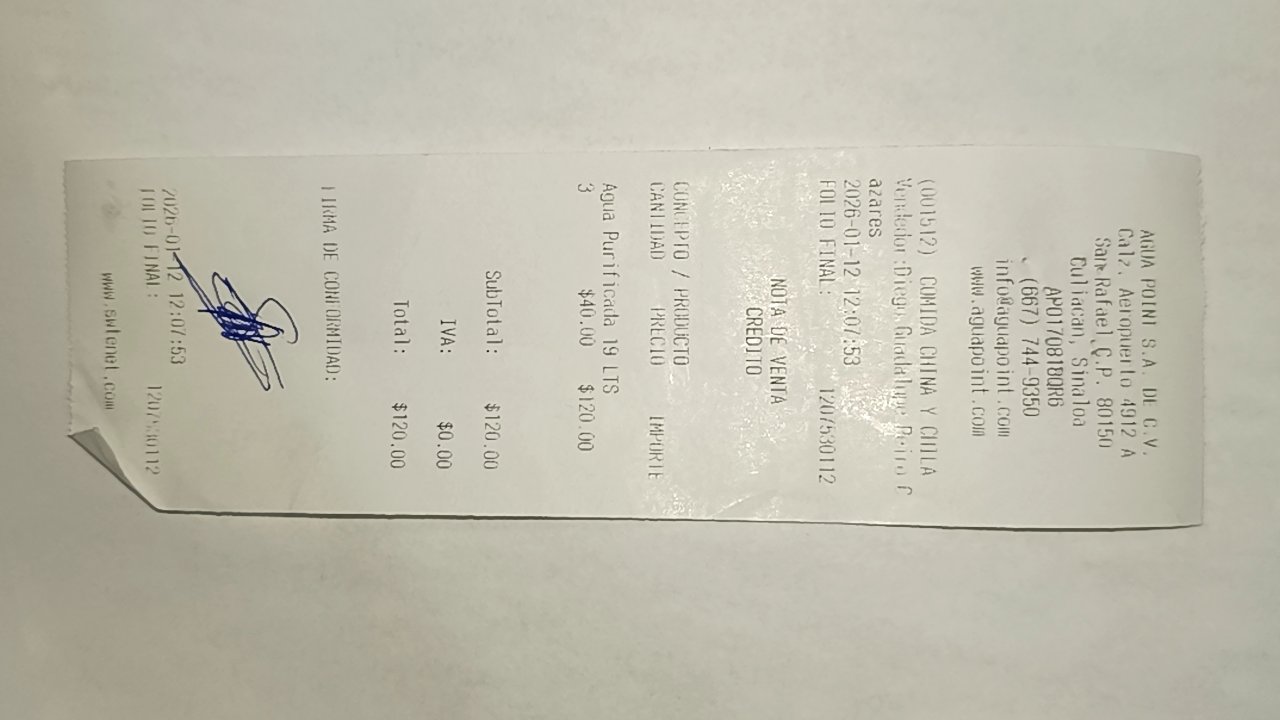 AGUA POINT S.A. DE C.V.
Calz. Aeropuerto 4912 A
San Rafael C.P. 80150
Culiacan, Sinaloa
APO170818QR6
(667) 744-9350
info@aguapoint.com
www.aguapoint.com
(001512) COMIDA CHINA Y CHILA
Vendedor:Diego Guadalupe
azares
2026-01-12 12:07:53
FOLIO FINAL: 1207530112
NOTA DE VENTA
CREDITO
CONCEPTO / PRODUCTO
CANTIDAD PRECIO IMPORTE
Agua Purificada 19 LTS
3 $40.00 $120.00
SubTotal: $120.00
IVA: $0.00
Total: $120.00
FIRMA DE CONFORMIDAD:
2026-01-12 12:07:53
FOLIO FINAL: 1207530112
www.swtenet.com